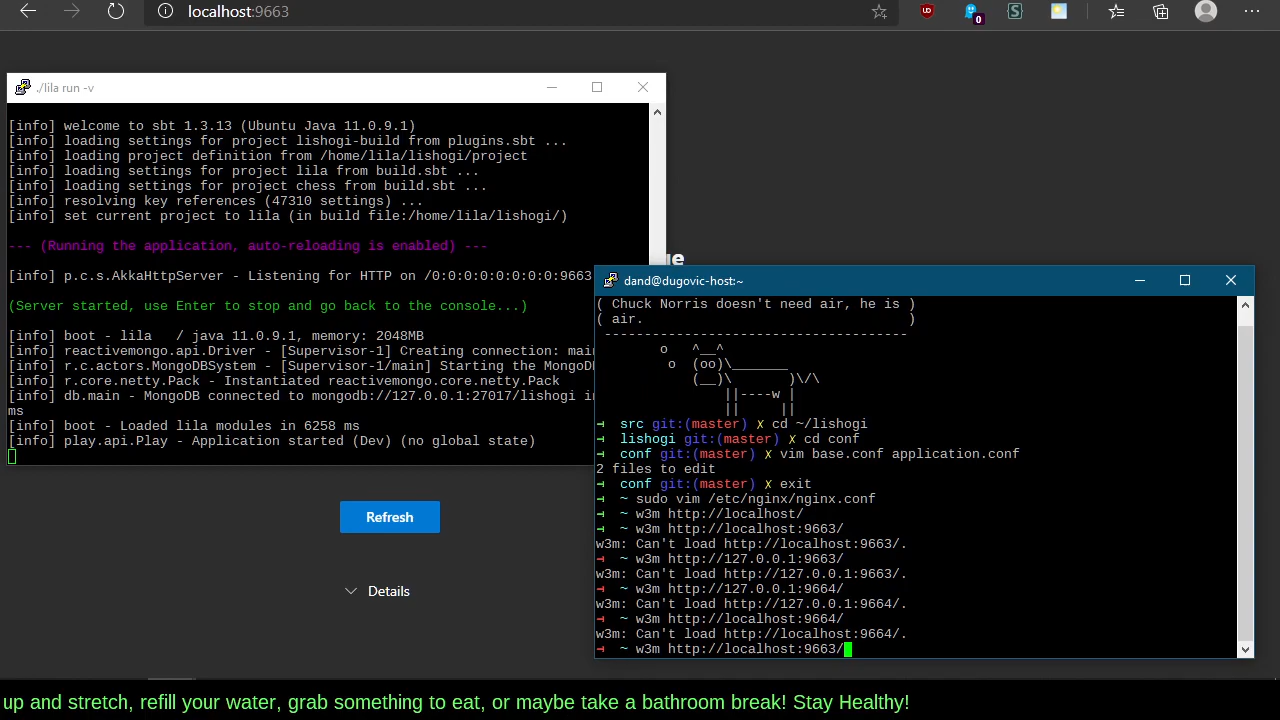 localhost:9663
0
./lila run -v
[info] welcome to sbt 1.3.13 (Ubuntu Java 11.0.9.1)
[info] loading settings for project lishogi-build from plugins.sbt ...
[info] loading project definition from /home/lila/lishogi/project
[info] loading settings for project lila from build.sbt ...
[info] loading settings for project chess from build.sbt ...
[info] resolving key references (47310 settings) ...
[info] set current project to lila (in build file:/home/lila/lishogi/)
--- (Running the application, auto-reloading is enabled) ---
[info] p.c.s.AkkaHttpServer - Listening for HTTP on /0:0:0:0:0:0:0:0:9663
(Server started, use Enter to stop and go back to the console...)
[info] boot - lila   / java 11.0.9.1, memory: 2048MB
[info] reactivemongo.api.Driver - [Supervisor-1] Creating connection: mai
[info] r.c.actors.MongoDBSystem - [Supervisor-1/main] Starting the MongoD
[info] r.core.netty.Pack - Instantiated reactivemongo.core.netty.Pack
[info] db.main - MongoDB connected to mongodb://127.0.0.1:27017/lishogi i
ms
[info] boot - Loaded lila modules in 6258 ms
[info] play.api.Play - Application started (Dev) (no global state)
Refresh
Details
dand@dugovic-host:~
( Chuck Norris doesn't need air, he is )
( air.                                 )
 --------------------------------------
        o   ^__^
         o  (oo)\_______
            (__)\       )\/\
                ||----w |
                ||     ||
→ src git:(master) ✗ cd ~/lishogi
→ lishogi git:(master) ✗ cd conf
→ conf git:(master) ✗ vim base.conf application.conf
2 files to edit
→ conf git:(master) ✗ exit
→ ~ sudo vim /etc/nginx/nginx.conf
→ ~ w3m http://localhost/
→ ~ w3m http://localhost:9663/
w3m: Can't load http://localhost:9663/.
→ ~ w3m http://127.0.0.1:9663/
w3m: Can't load http://127.0.0.1:9663/.
→ ~ w3m http://127.0.0.1:9664/
w3m: Can't load http://127.0.0.1:9664/.
→ ~ w3m http://localhost:9664/
w3m: Can't load http://localhost:9664/.
→ ~ w3m http://localhost:9663/
up and stretch, refill your water, grab something to eat, or maybe take a bathroom break! Stay Healthy!